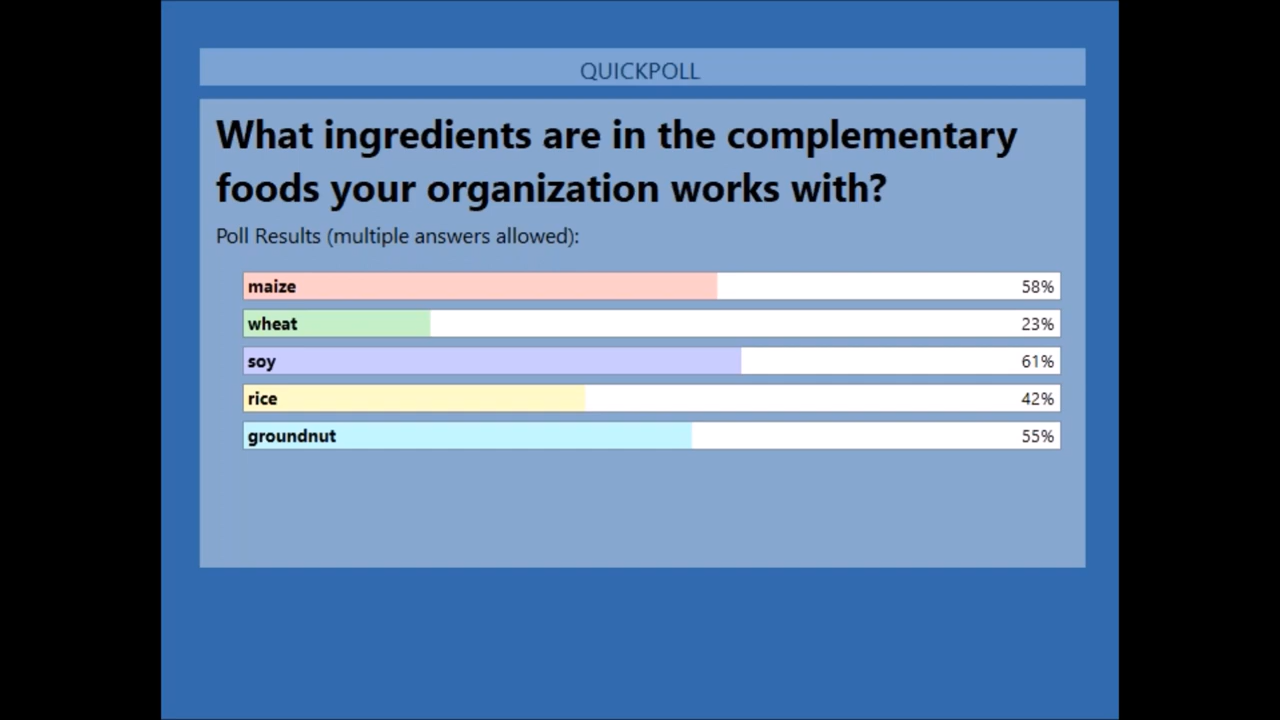 QUICKPOLL
What ingredients are in the complementary
foods your organization works with?
Poll Results (multiple answers allowed):
maize 58%
wheat 23%
soy 61%
rice 42%
groundnut 55%